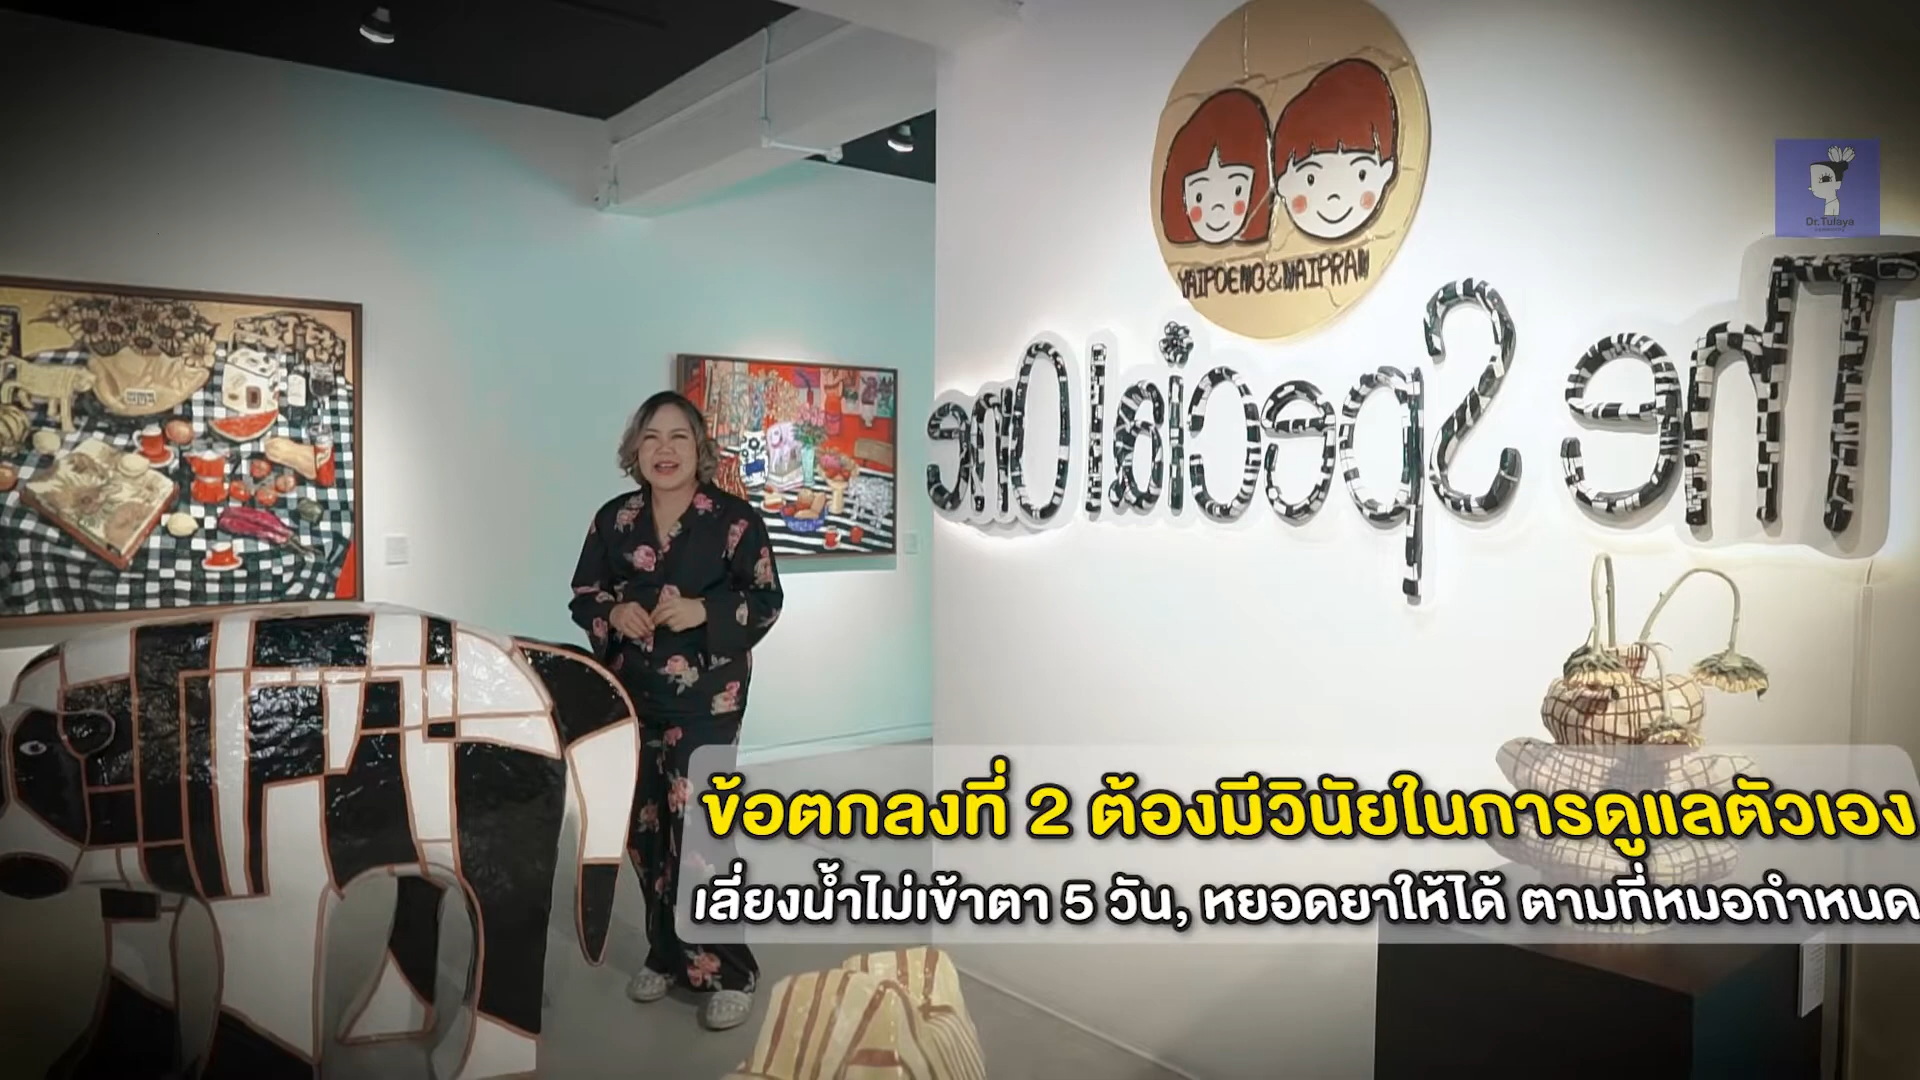 YAIPOENG&NAIPRAN
Dr.Tulaya
The Special One
ข้อตกลงที่ 2 ต้องมีวินัยในการดูแลตัวเอง
เลี่ยงน้ำไม่เข้าตา 5 วัน, หยอดยาให้ได้ ตามที่หมอกำหนด